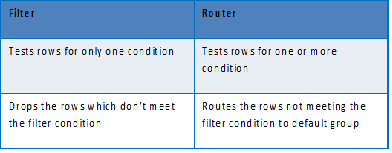 Filter
Router
Tests rows for only one condition
Tests rows for one or more
condition
Drops the rows which don't meet
the filter condition
Routes the rows not meeting the
filter condition to default group